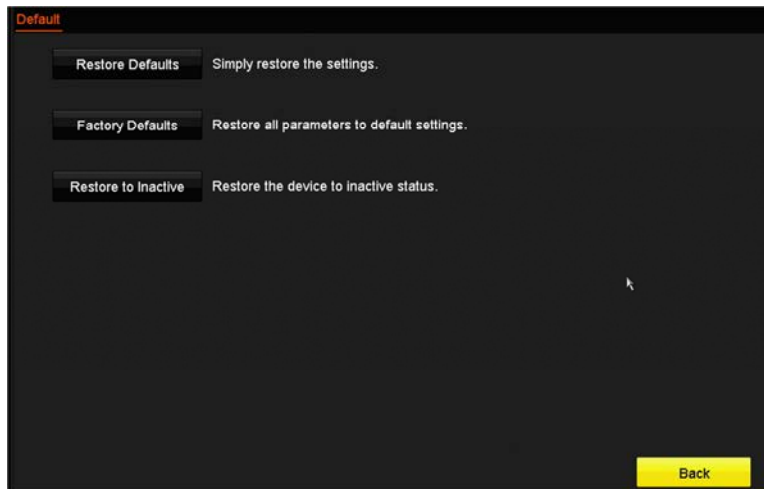 Default
Restore Defaults Simply restore the settings.
Factory Defaults Restore all parameters to default settings.
Restore to Inactive Restore the device to inactive status.
Back